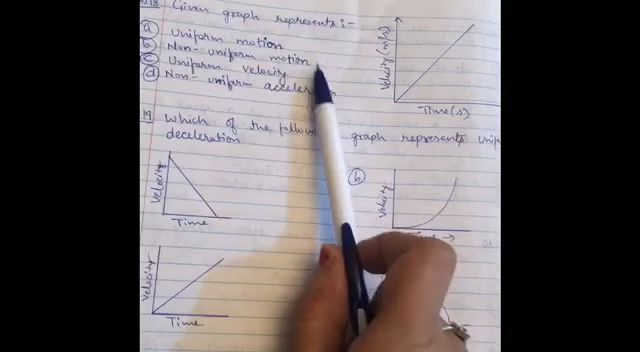 18 Given graph represents :-
(a) Uniform motion
(b) Non-uniform motion
(c) Uniform velocity
(d) Non-uniform
Velocity (m/s)
Time(s)
19 Which of the graph represents
deceleration
Velocity
Time
(b)
Velocity
Velocity
Time